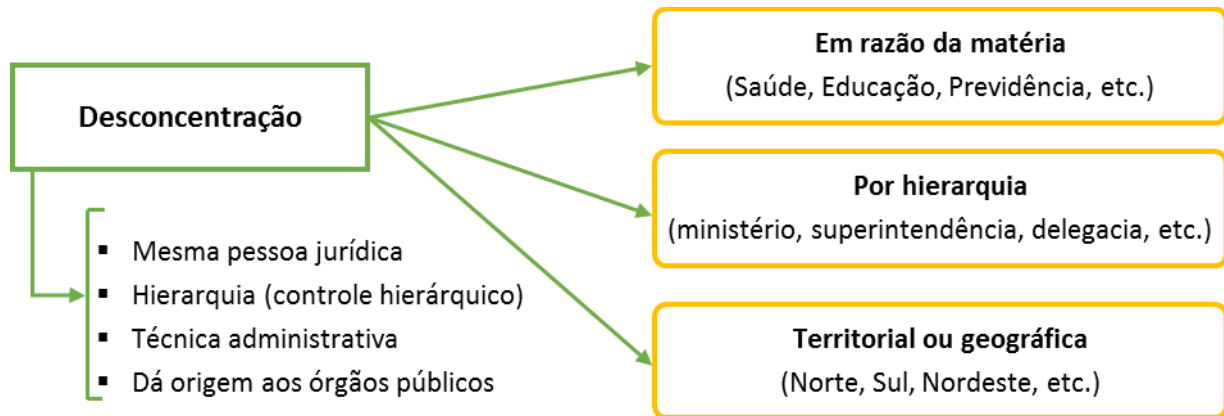 Desconcentração
▪ Mesma pessoa jurídica
▪ Hierarquia (controle hierárquico)
▪ Técnica administrativa
▪ Dá origem aos órgãos públicos
Em razão da matéria
(Saúde, Educação, Previdência, etc.)
Por hierarquia
(ministério, superintendência, delegacia, etc.)
Territorial ou geográfica
(Norte, Sul, Nordeste, etc.)